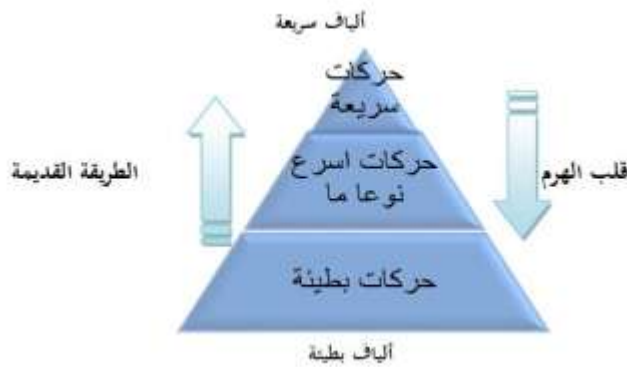 ألياف سريعة
حركات
سريعة
حركات اسرع
نوعا ما
قلب الهرم
الطريقة القديمة
حركات بطيئة
ألياف بطيئة